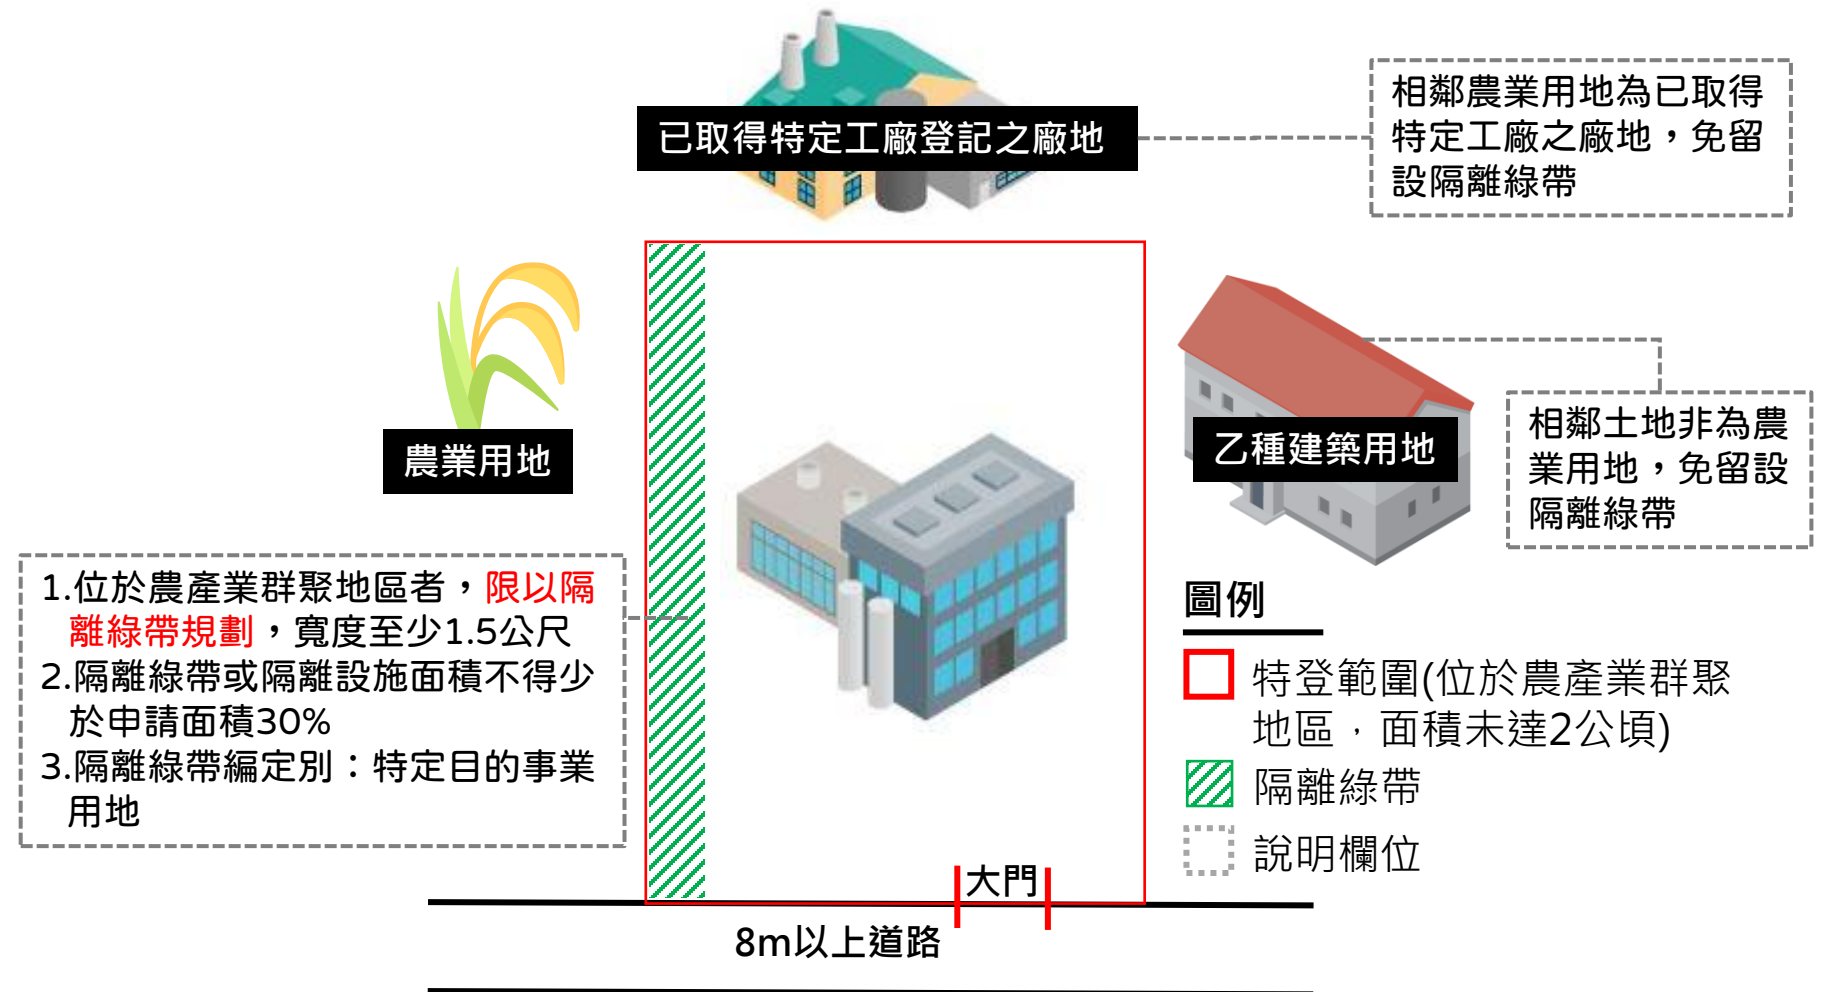 已取得特定工廠登記之廠地
相鄰農業用地為已取得
特定工廠之廠地，免留
設隔離綠帶
農業用地
乙種建築用地
相鄰土地非為農
業用地，免留設
隔離綠帶
1.位於農產業群聚地區者，限以隔
離綠帶規劃，寬度至少1.5公尺
2.隔離綠帶或隔離設施面積不得少
於申請面積30%
3.隔離綠帶編定別：特定目的事業
用地
圖例
特登範圍(位於農產業群聚
地區，面積未達2公頃)
隔離綠帶
說明欄位
大門
8m以上道路